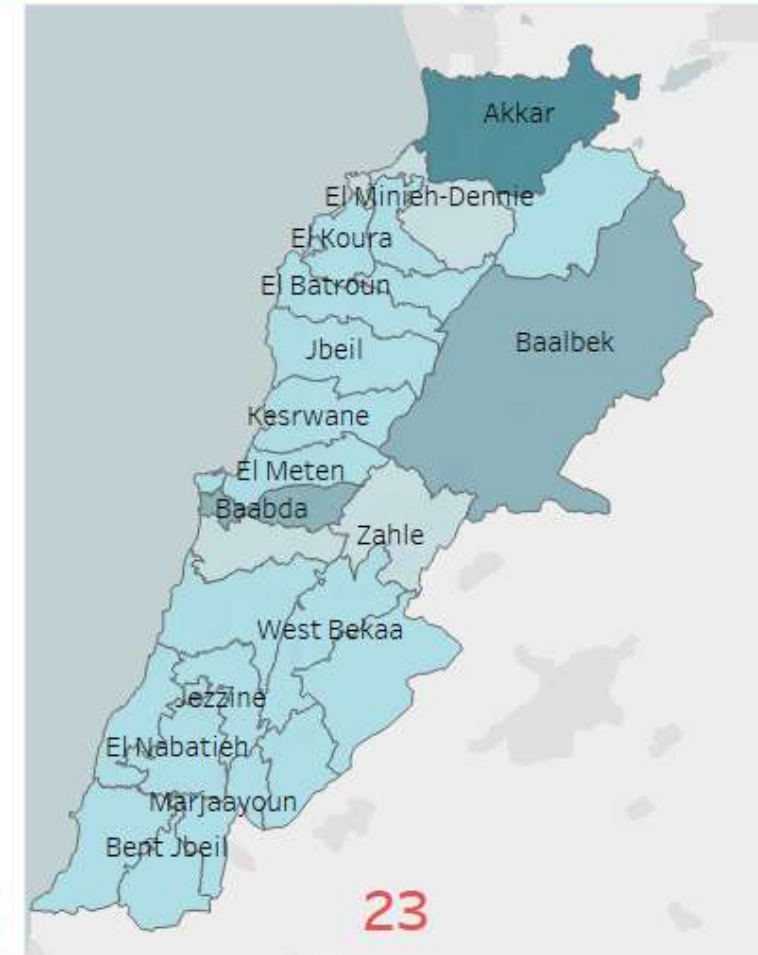 Akkar
El Minieh-Dennie
El Koura
El Batroun
Jbeil
Baalbek
Kesrwane
El Meten
Baabda
Zahle
West Bekaa
Jezzine
El Nabatieh
Marjaayoun
Bent Jbeil
23